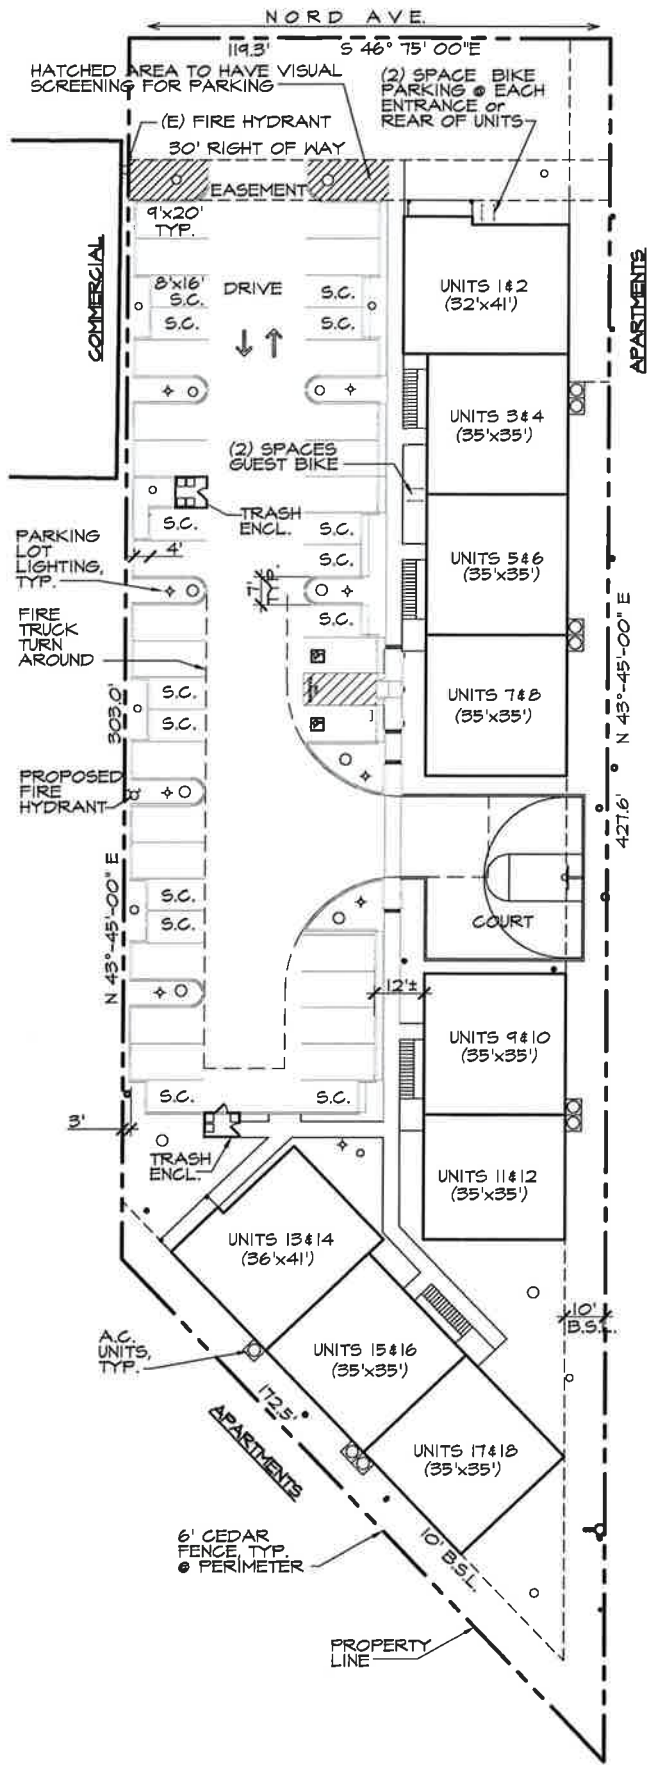 NORD AVE.
119.3'
S 46° 75' 00"E
HATCHED AREA TO HAVE VISUAL
SCREENING FOR PARKING
(2) SPACE BIKE
PARKING @ EACH
ENTRANCE or
REAR OF UNITS
(E) FIRE HYDRANT
30' RIGHT OF WAY
EASEMENT
9'x20'
TYP.
COMMERCIAL
8'x16'
S.C.
DRIVE
S.C.
S.C.
S.C.
UNITS 1&2
(32'x41')
APARTMENTS
UNITS 3&4
(35'x35')
(2) SPACES
GUEST BIKE
TRASH
ENCL.
S.C.
S.C.
S.C.
4'
PARKING
LOT
LIGHTING,
TYP.
7'
TYP.
S.C.
UNITS 5&6
(35'x35')
FIRE
TRUCK
TURN
AROUND
N 43°-45'-00" E
303.0'
S.C.
S.C.
UNITS 7&8
(35'x35')
N 43°-45'-00" E
427.6'
PROPOSED
FIRE
HYDRANT
S.C.
S.C.
COURT
12'±
UNITS 9&10
(35'x35')
S.C.
S.C.
3'
TRASH
ENCL.
UNITS 11&12
(35'x35')
UNITS 13&14
(36'x41')
10'
B.S.L.
A.C.
UNITS,
TYP.
UNITS 15&16
(35'x35')
172.5'
APARTMENTS
UNITS 17&18
(35'x35')
6' CEDAR
FENCE, TYP.
@ PERIMETER
10' B.S.L.
PROPERTY
LINE